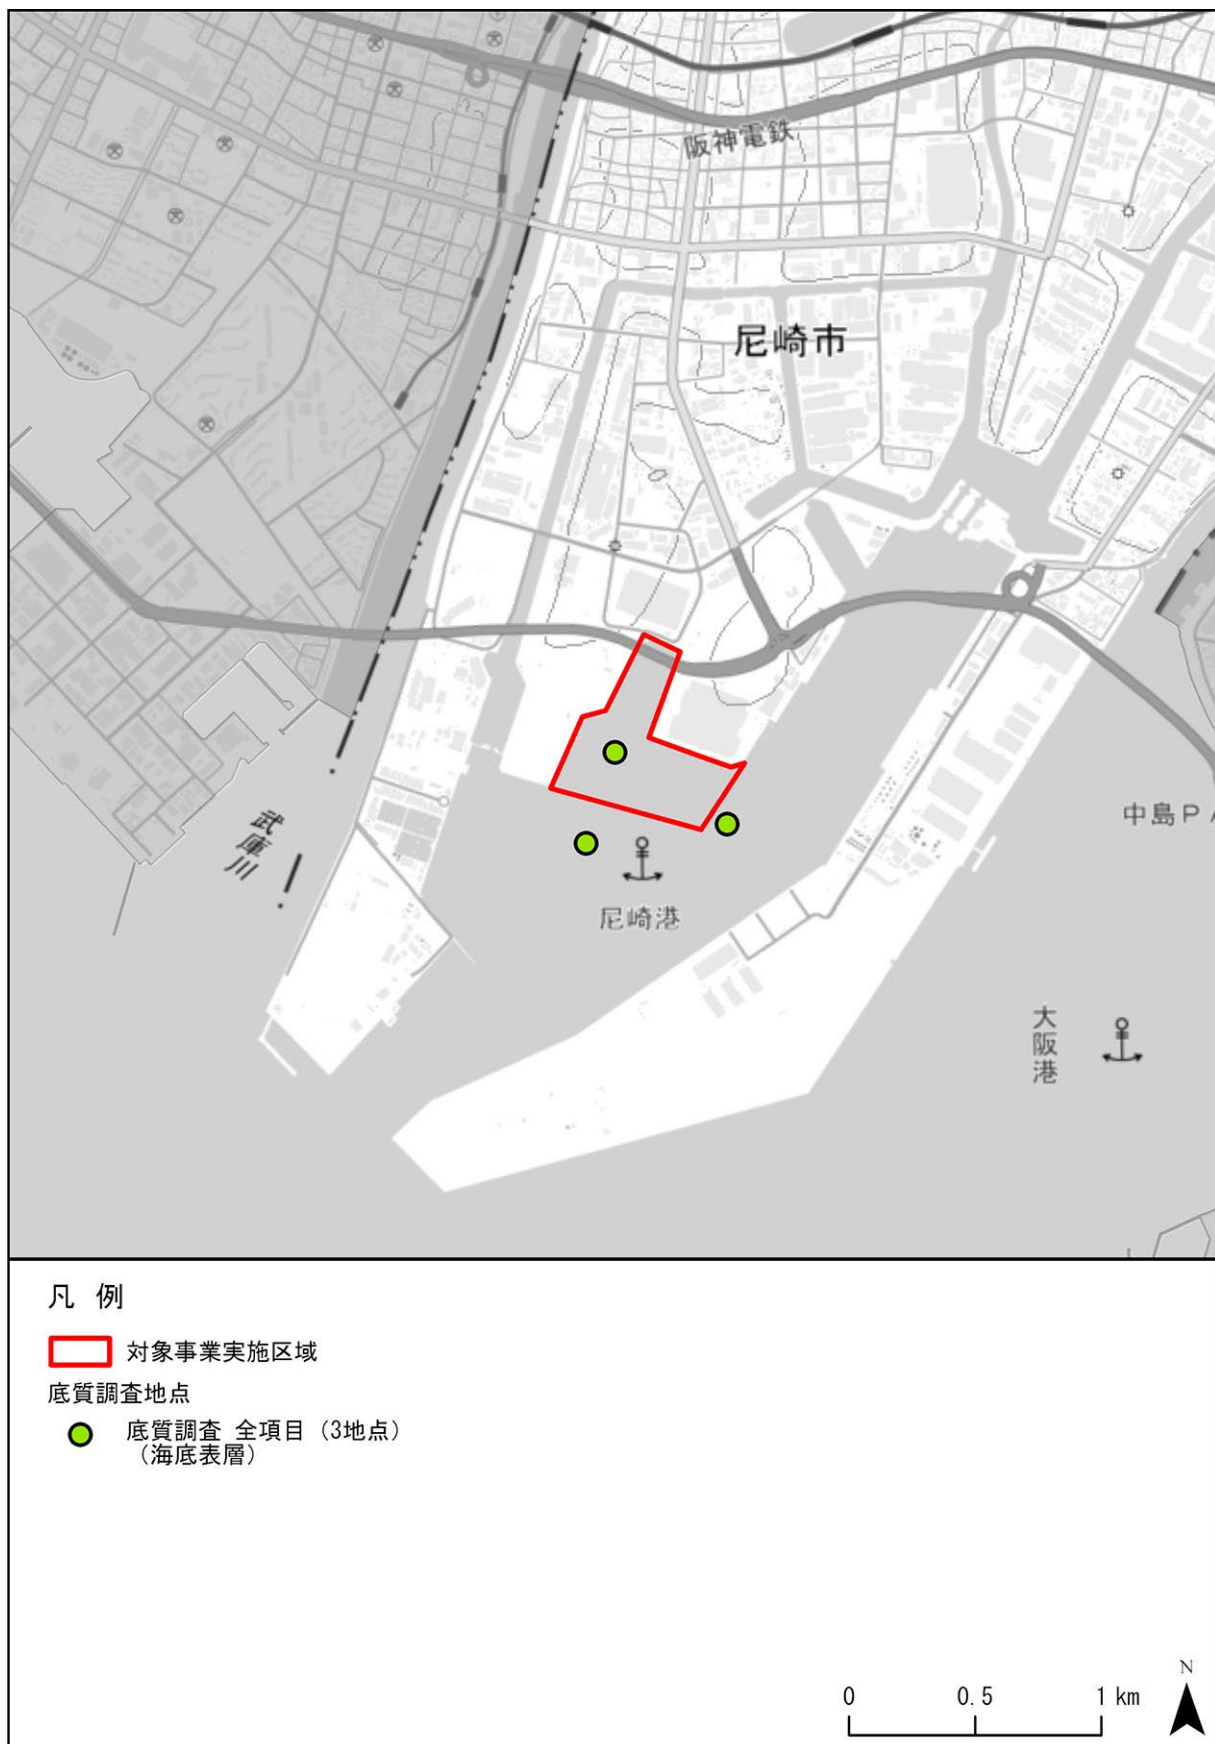 阪神電鉄
尼崎市
中島PA
武庫川
尼崎港
大阪港
凡 例
対象事業実施区域
底質調査地点
底質調査 全項目（3地点）
（海底表層）
N
0 0.5 1 km